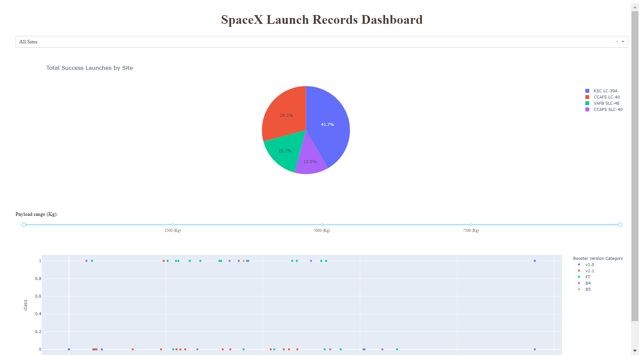 SpaceX Launch Records Dashboard
All Sites
Total Success Launches by Site
KSC LC-39A
CCAFS LC-40
VAFB SLC-4E
CCAFS SLC-40
29.2%
41.7%
16.7%
12.5%
Payload range (Kg):
2500 (Kg)
5000 (Kg)
7500 (Kg)
Booster Version Category
v1.0
v1.1
FT
B4
B5
class
1
0.8
0.6
0.4
0.2
0